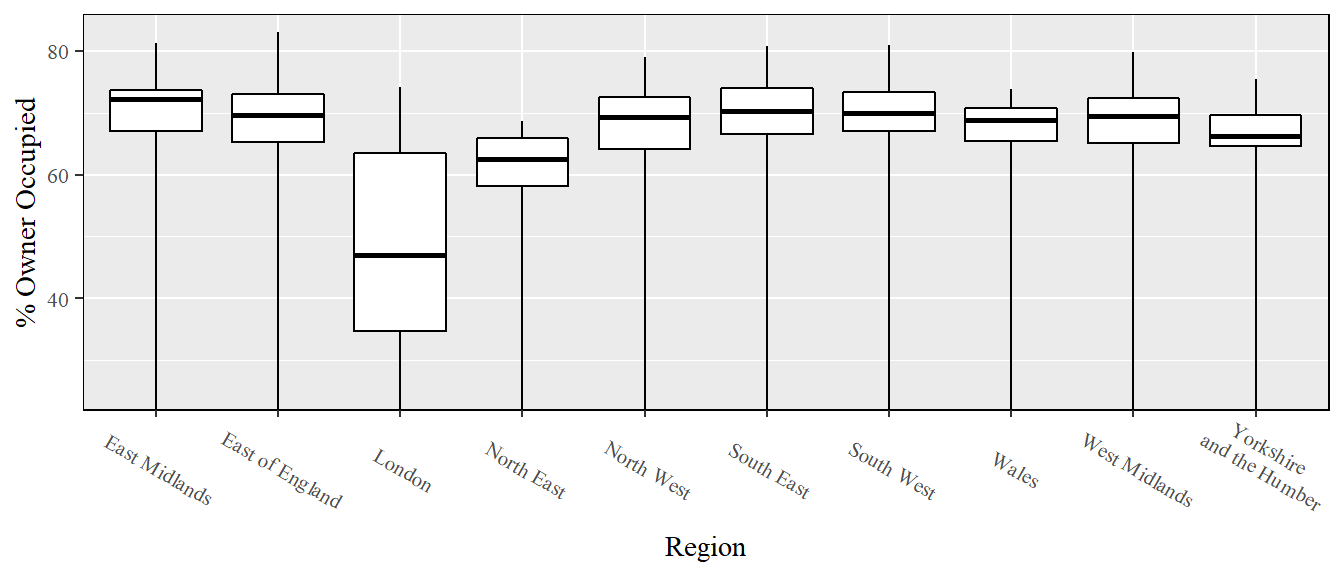 % Owner Occupied
80
60
40
East Midlands
East of England
London
North East
North West
South East
South West
Wales
West Midlands
Yorkshire
and the Humber
Region